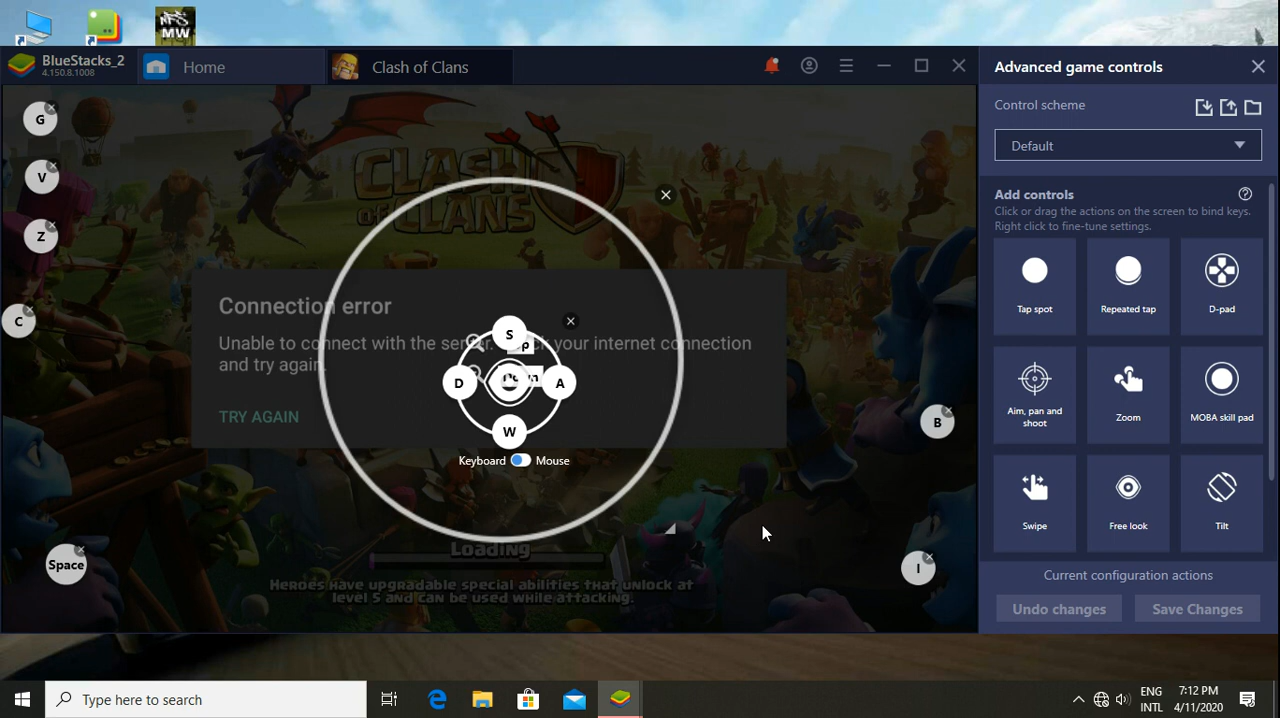 MW
BlueStacks_2
4.150.8.1008
Home
Clash of Clans
Advanced game controls
Control scheme
Default
Add controls
Click or drag the actions on the screen to bind keys.
Right click to fine-tune settings.
Tap spot
Repeated tap
D-pad
Aim, pan and
shoot
Zoom
MOBA skill pad
Swipe
Free look
Tilt
Current configuration actions
Undo changes
Save Changes
G
V
Z
C
Space
B
I
CLASH
OF CLANS
Connection error
Unable to connect with the your internet connection
and try again.
TRY AGAIN
S
D
A
W
Keyboard
Mouse
Loading
Heroes have upgradable special abilities that unlock at
level 5 and can be used while attacking.
Type here to search
ENG
INTL
7:12 PM
4/11/2020